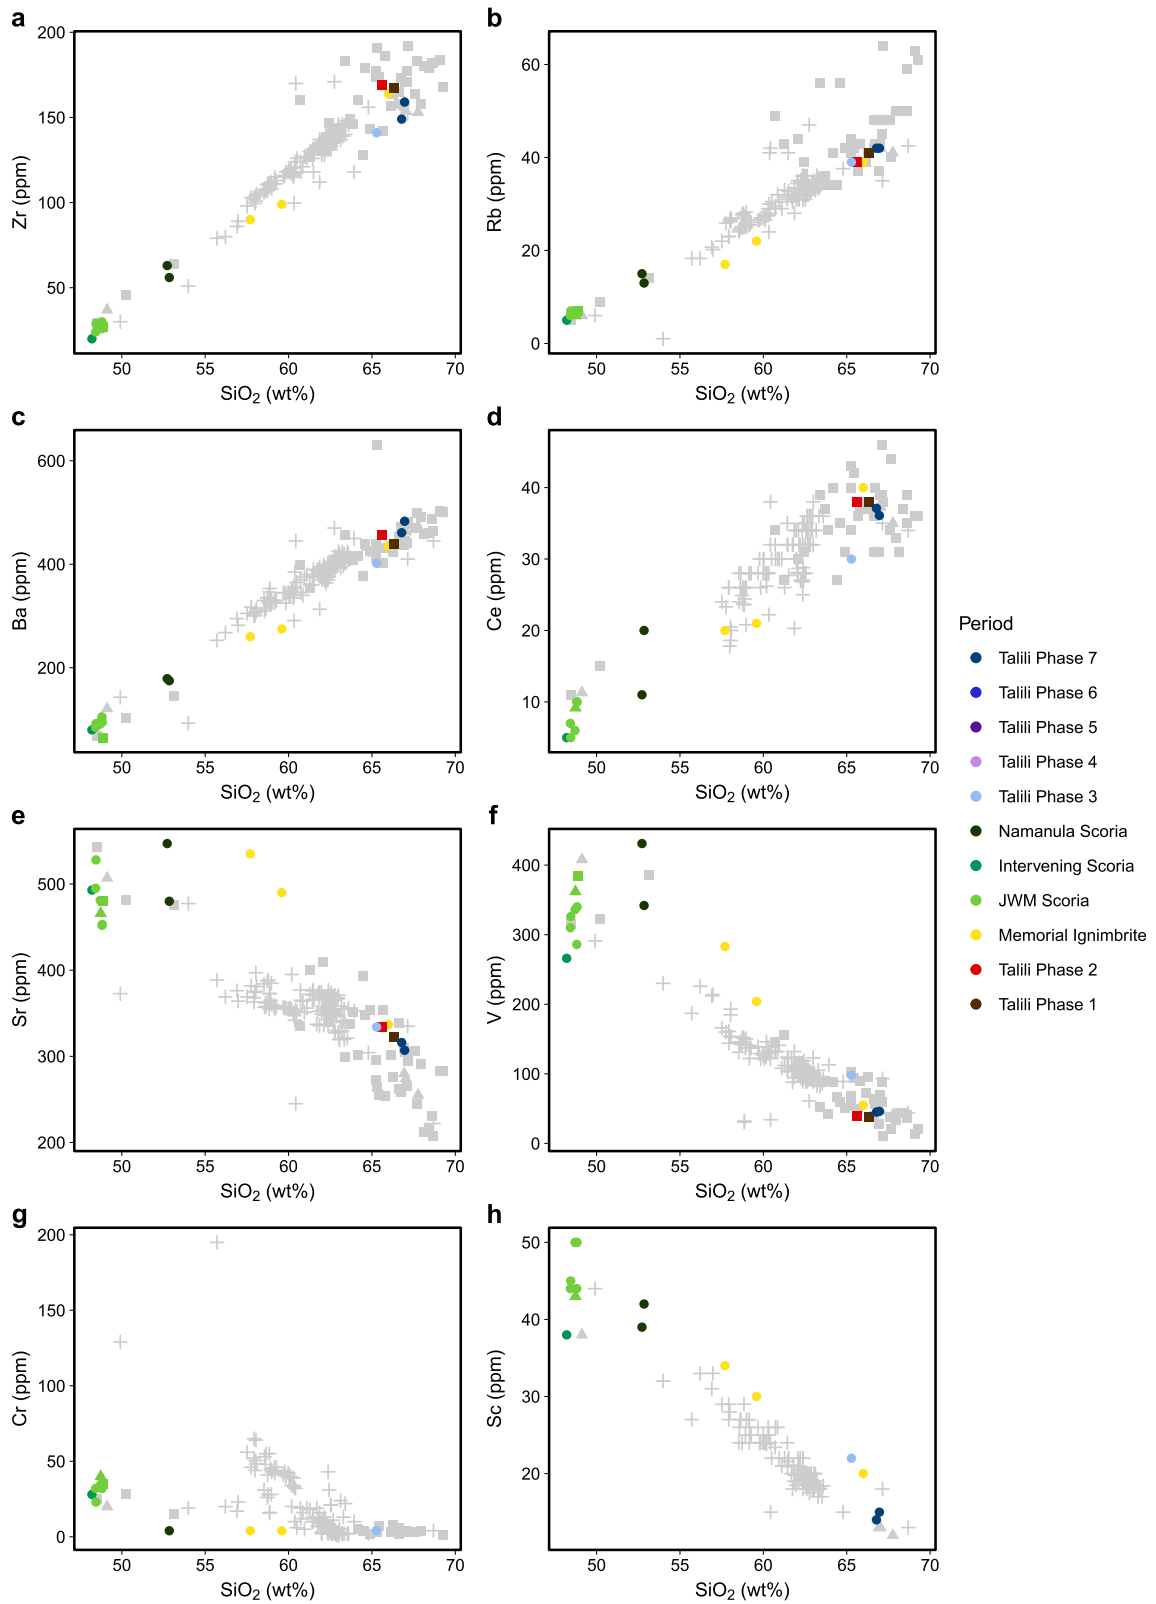 a
200
150
100
50
Zr (ppm)
50 55 60 65 70
SiO2 (wt%)
b
60
40
20
0
Rb (ppm)
50 55 60 65 70
SiO2 (wt%)
c
600
400
200
Ba (ppm)
50 55 60 65 70
SiO2 (wt%)
d
40
30
20
10
Ce (ppm)
50 55 60 65 70
SiO2 (wt%)
e
500
400
300
200
Sr (ppm)
50 55 60 65 70
SiO2 (wt%)
f
400
300
200
100
0
V (ppm)
50 55 60 65 70
SiO2 (wt%)
g
200
150
100
50
0
Cr (ppm)
50 55 60 65 70
SiO2 (wt%)
h
50
40
30
20
Sc (ppm)
50 55 60 65 70
SiO2 (wt%)
Period
Talili Phase 7
Talili Phase 6
Talili Phase 5
Talili Phase 4
Talili Phase 3
Namanula Scoria
Intervening Scoria
JWM Scoria
Memorial Ignimbrite
Talili Phase 2
Talili Phase 1